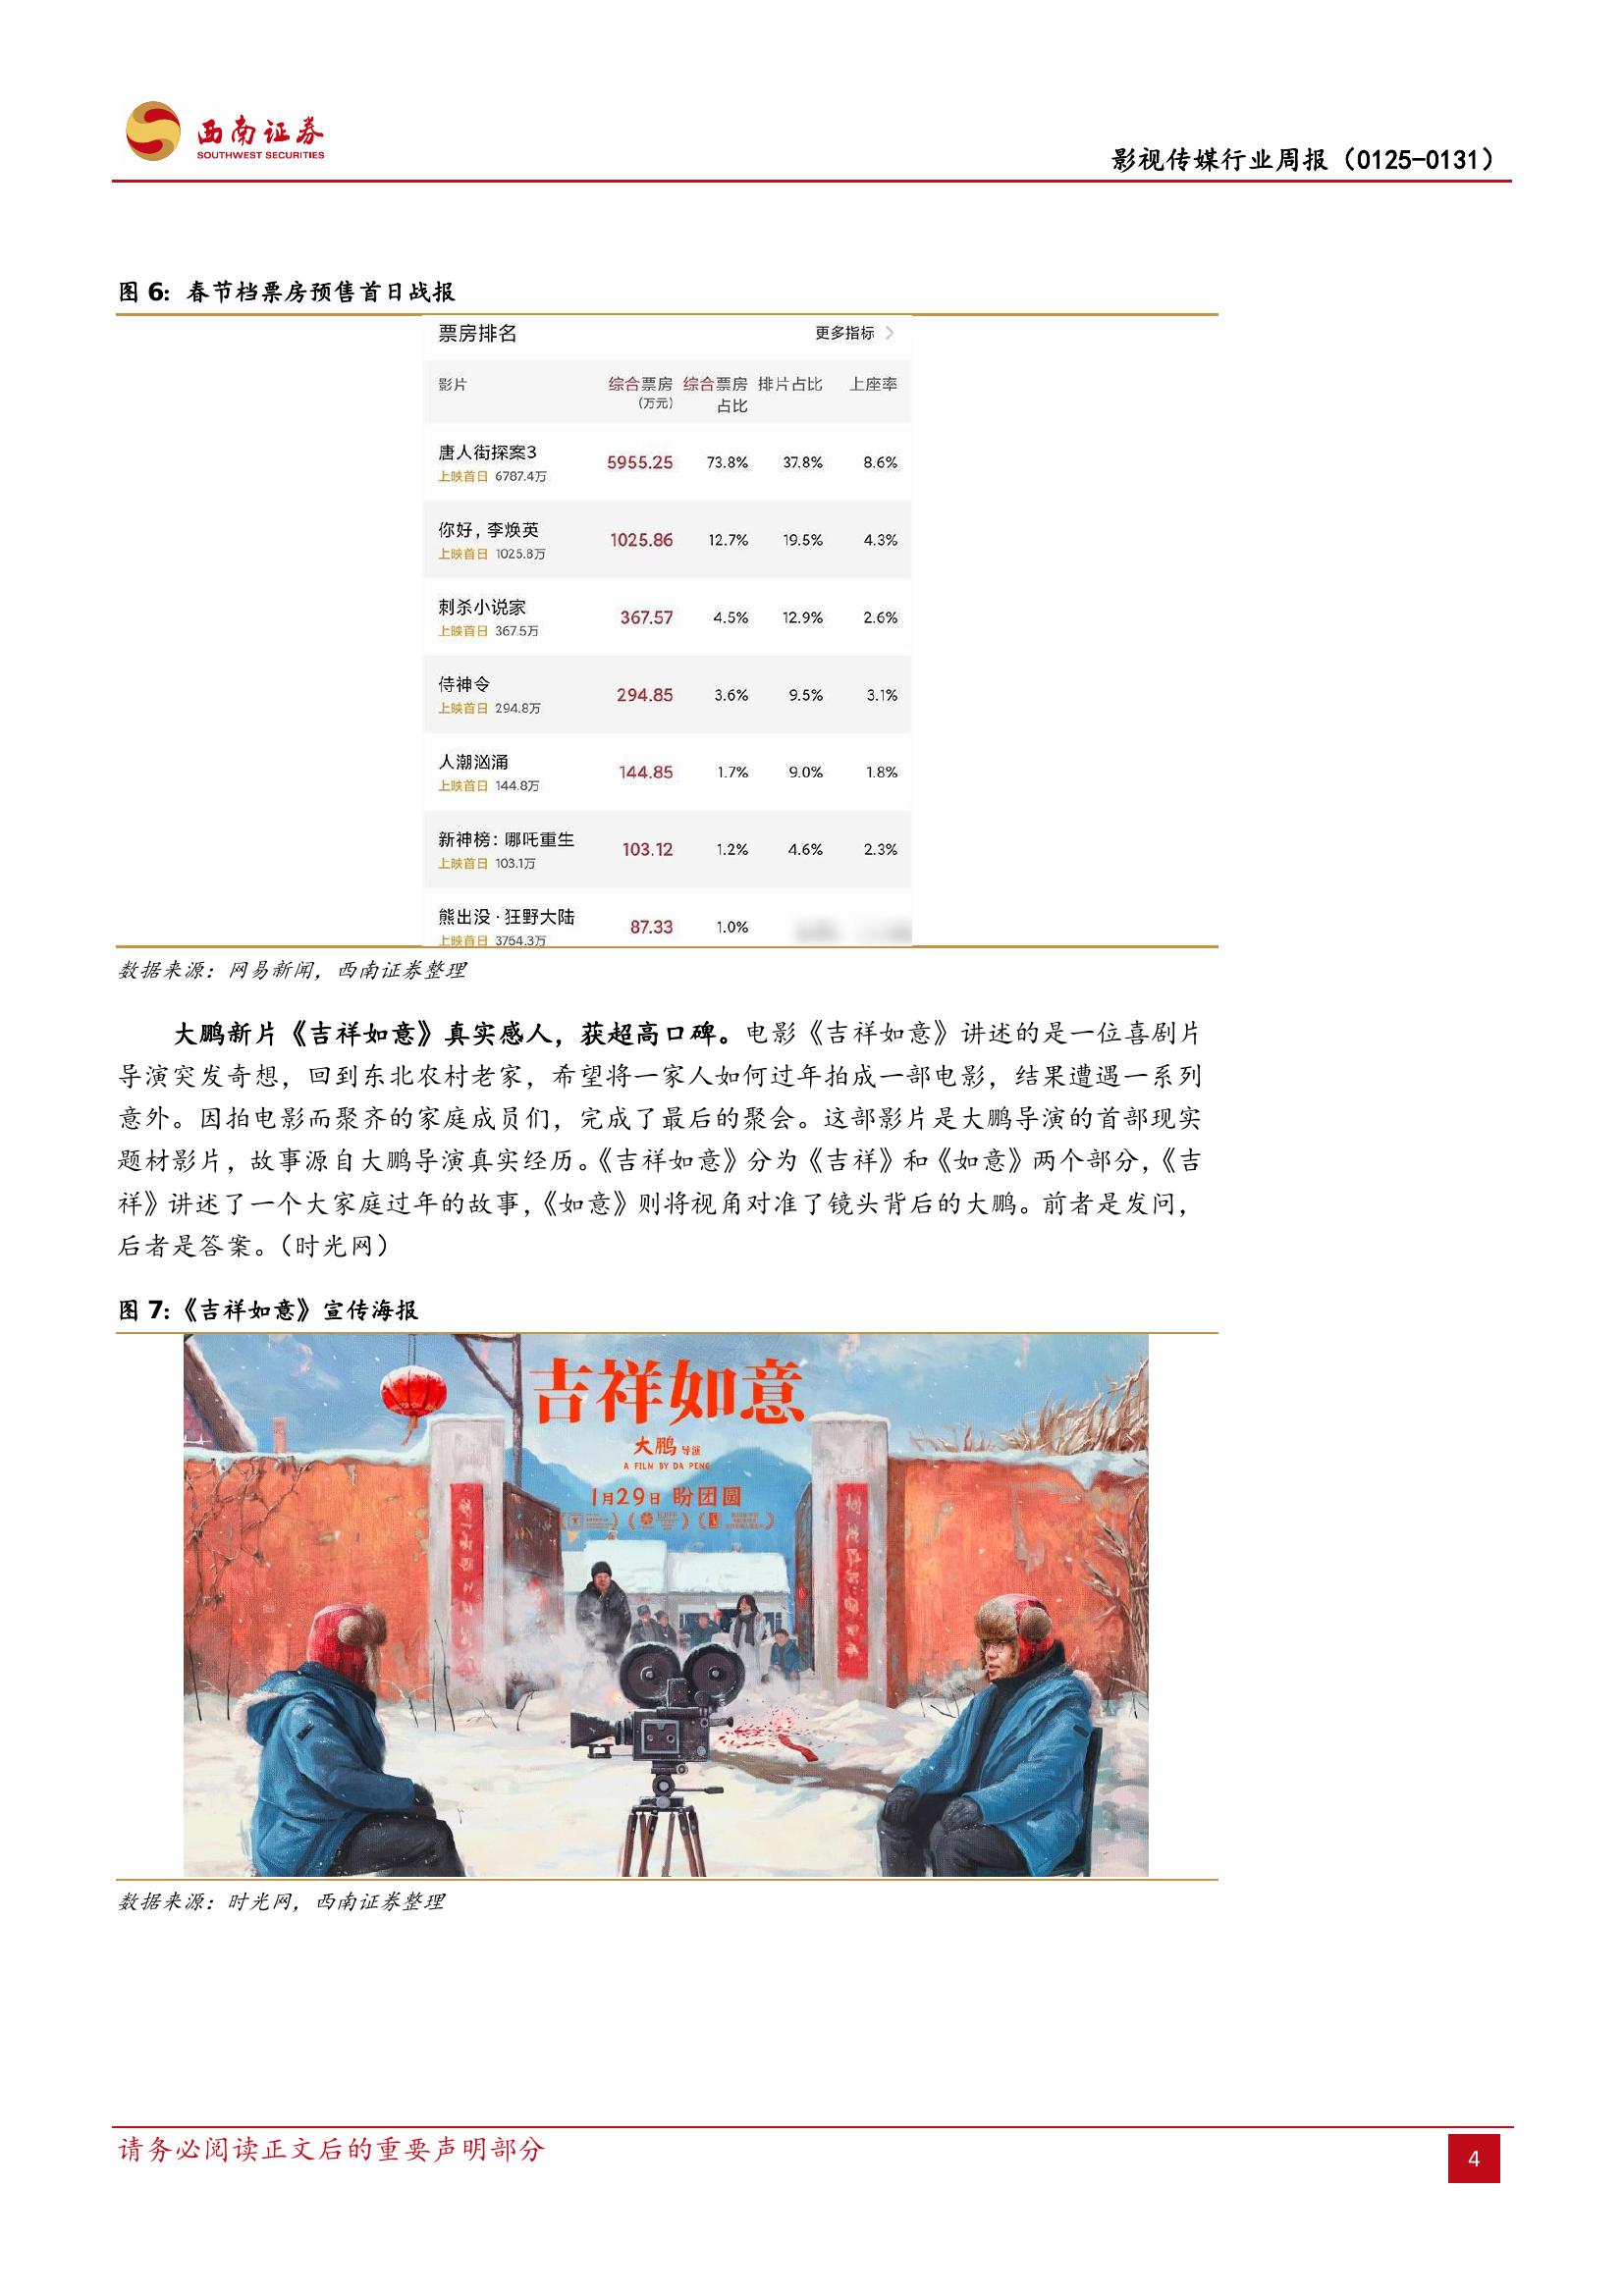 西南证券
SOUTHWEST SECURITIES
影视传媒行业周报（0125-0131）
图 6：春节档票房预售首日战报
票房排名 更多指标
影片 综合票房（万元） 综合票房占比 排片占比 上座率
唐人街探案3 5955.25 73.8% 37.8% 8.6%
上映首日 6787.4万
你好，李焕英 1025.86 12.7% 19.5% 4.3%
上映首日 1025.8万
刺杀小说家 367.57 4.5% 12.9% 2.6%
上映首日 367.5万
侍神令 294.85 3.6% 9.5% 3.1%
上映首日 294.8万
人潮汹涌 144.85 1.7% 9.0% 1.8%
上映首日 144.8万
新神榜：哪吒重生 103.12 1.2% 4.6% 2.3%
上映首日 103.1万
熊出没·狂野大陆 87.33 1.0%
上映首日 3764.3万
数据来源：网易新闻，西南证券整理
大鹏新片《吉祥如意》真实感人，获超高口碑。电影《吉祥如意》讲述的是一位喜剧片
导演突发奇想，回到东北农村老家，希望将一家人如何过年拍成一部电影，结果遭遇一系列
意外。因拍电影而聚齐的家庭成员们，完成了最后的聚会。这部影片是大鹏导演的首部现实
题材影片，故事源自大鹏导演真实经历。《吉祥如意》分为《吉祥》和《如意》两个部分，《吉
祥》讲述了一个大家庭过年的故事，《如意》则将视角对准了镜头背后的大鹏。前者是发问，
后者是答案。（时光网）
图 7：《吉祥如意》宣传海报
吉祥如意
大鹏 导演
A FILM BY DA PENG
1月29日 盼团圆
数据来源：时光网，西南证券整理
请务必阅读正文后的重要声明部分
4